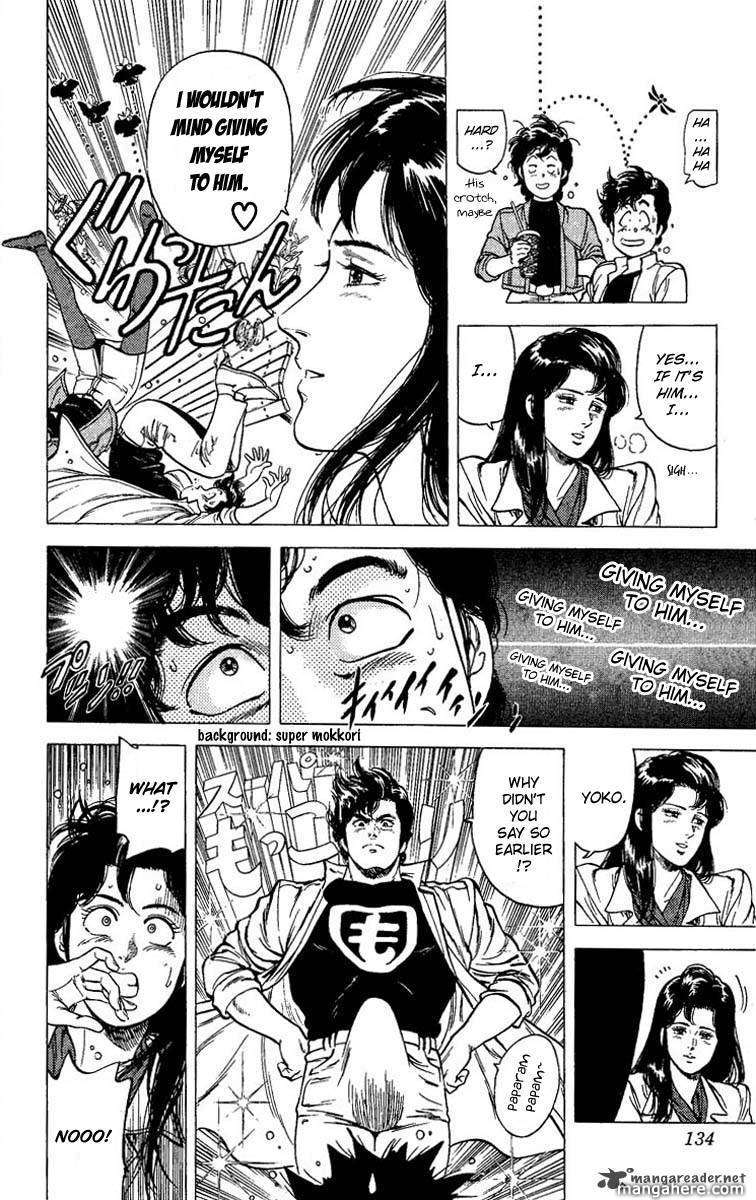 HA
...
HA
HA
HARD
...?
His
crotch,
maybe
I WOULDN'T
MIND GIVING
MYSELF
TO HIM.
♡
YES...
IF IT'S
HIM...
I...
SIGH...
I...
GIVING MYSELF
TO HIM...
GIVING MYSELF
TO HIM...
GIVING MYSELF
TO HIM...
GIVING MYSELF
TO HIM...
background: super mokkori
YOKO.
WHY
DIDN'T
YOU
SAY SO
EARLIER
!?
も
Paparam
Papam~
WHAT
...!?
NOOO!
134
mangareader.net
mangahere.com